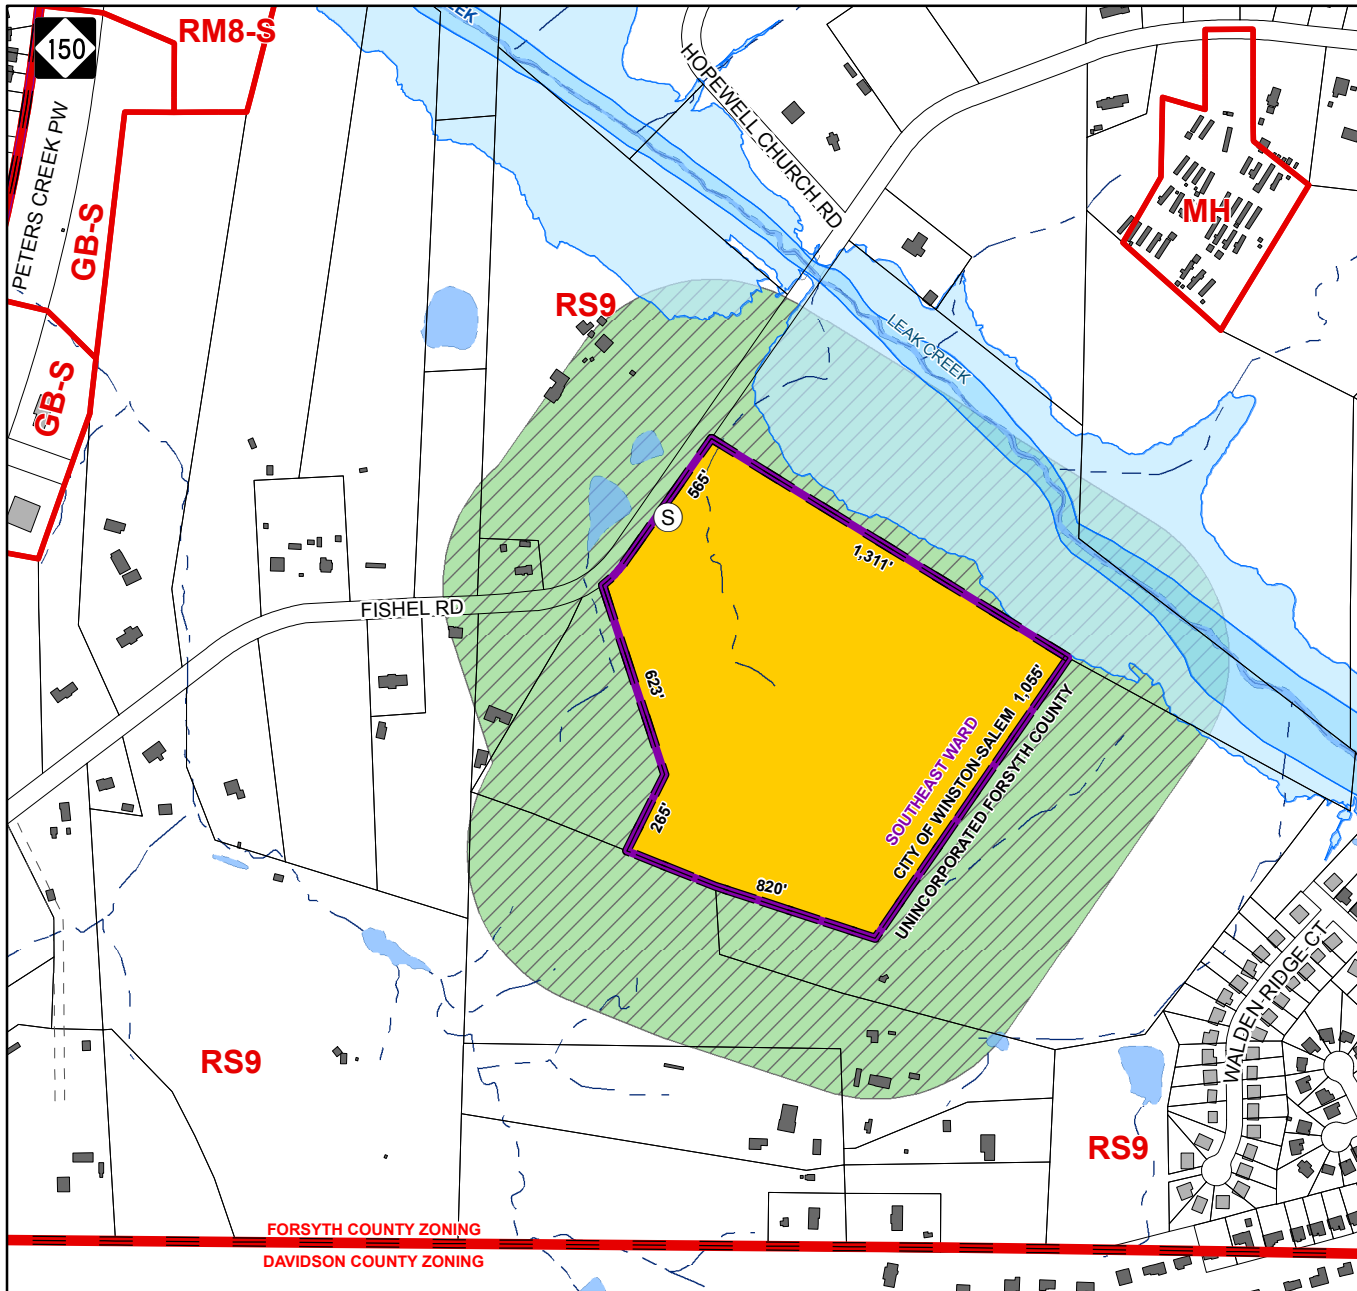 EEK
RM8-S
150
HOPEWELL CHURCH RD
PETERS CREEK PW
GB-S
MH
RS9
LEAK CREEK
GB-S
565'
S
1,311'
FISHEL RD
623'
1,055'
SOUTHEAST WARD
CITY OF WINSTON-SALEM
UNINCORPORATED FORSYTH COUNTY
265'
820'
WALDEN RIDGE CT
RS9
RS9
FORSYTH COUNTY ZONING
DAVIDSON COUNTY ZONING